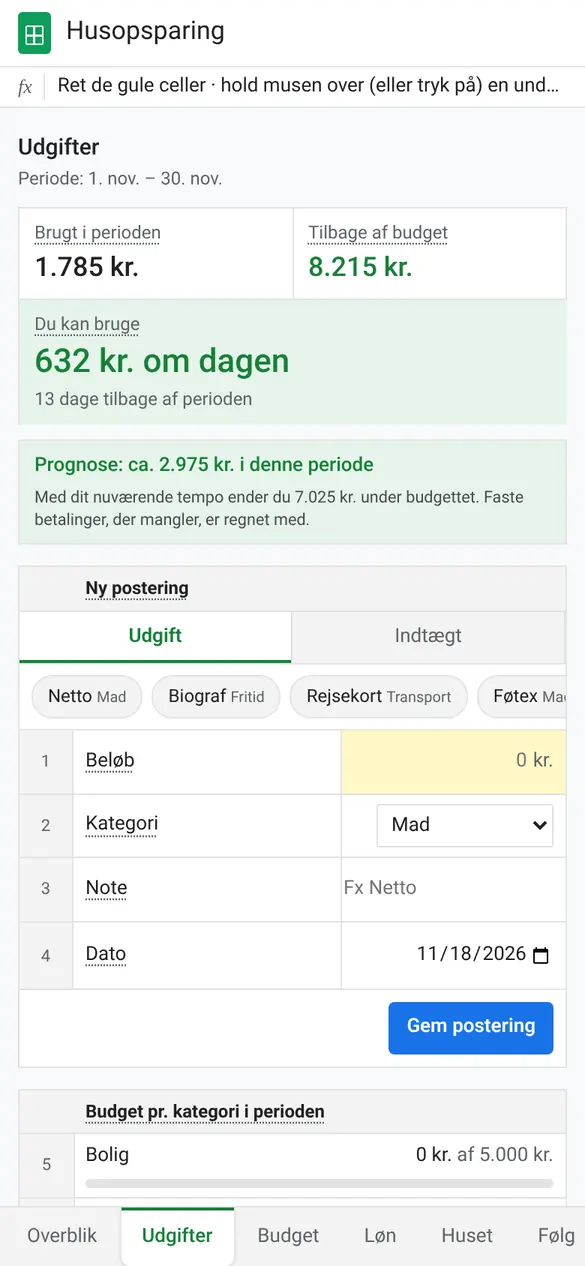 Husopsparing
fx Ret de gule celler · hold musen over (eller tryk på) en und...
Udgifter
Periode: 1. nov. – 30. nov.
Brugt i perioden
1.785 kr.
Tilbage af budget
8.215 kr.
Du kan bruge
632 kr. om dagen
13 dage tilbage af perioden
Prognose: ca. 2.975 kr. i denne periode
Med dit nuværende tempo ender du 7.025 kr. under budgettet. Faste
betalinger, der mangler, er regnet med.
Ny postering
Udgift Indtægt
Netto Mad Biograf Fritid Rejsekort Transport Føtex Ma
1 Beløb 0 kr.
2 Kategori Mad
3 Note Fx Netto
4 Dato 11/18/2026
Gem postering
Budget pr. kategori i perioden
5 Bolig 0 kr. af 5.000 kr.
Overblik Udgifter Budget Løn Huset Følg